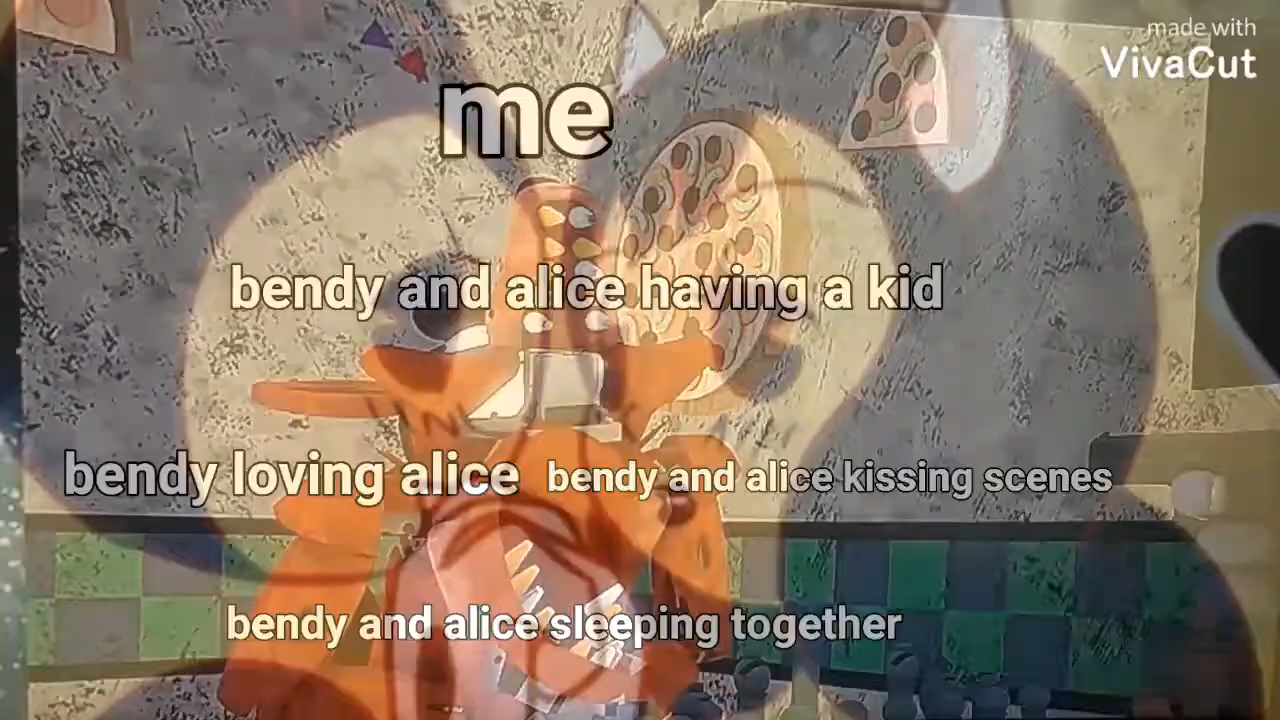 made with
VivaCut
me
bendy and alice having a kid
bendy loving alice bendy and alice kissing scenes
bendy and alice sleeping together